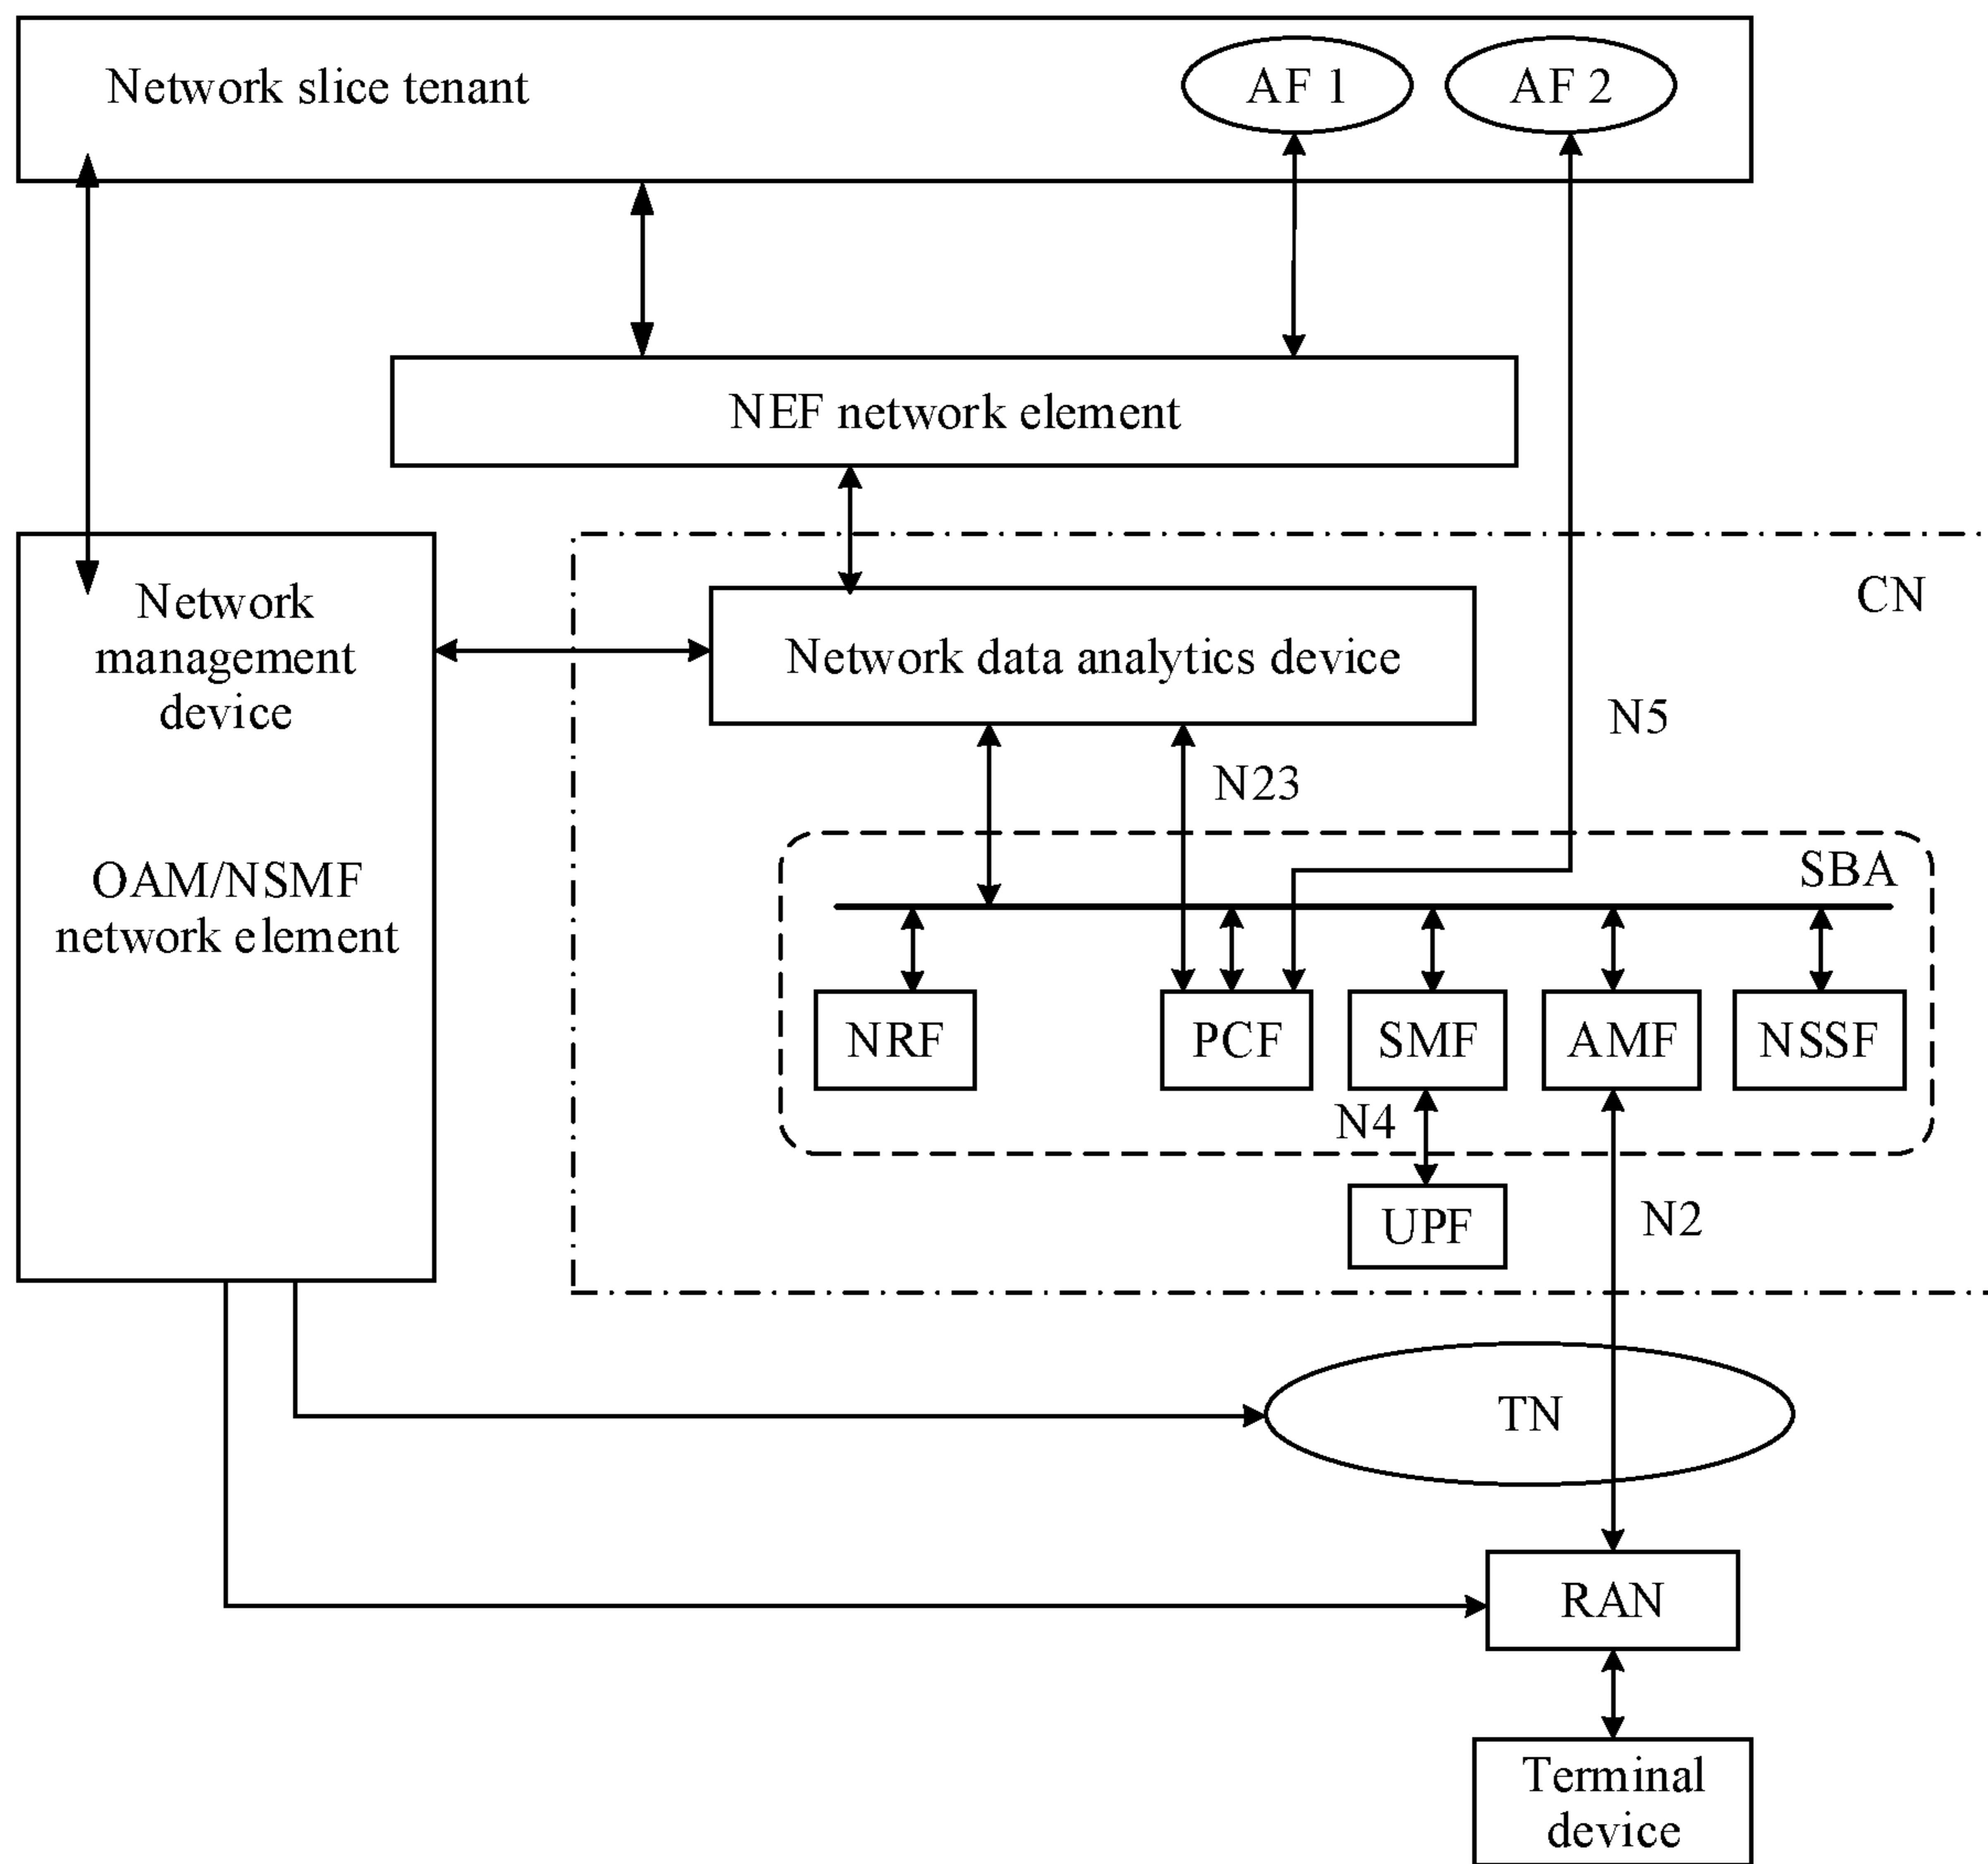 Network slice tenant
AF 1
AF 2
NEF network element
CN
Network
management
device
Network data analytics device
N5
N23
OAM/NSMF
network element
SBA
NRF
PCF
SMF
AMF
NSSF
N4
UPF
N2
TN
RAN
Terminal
device